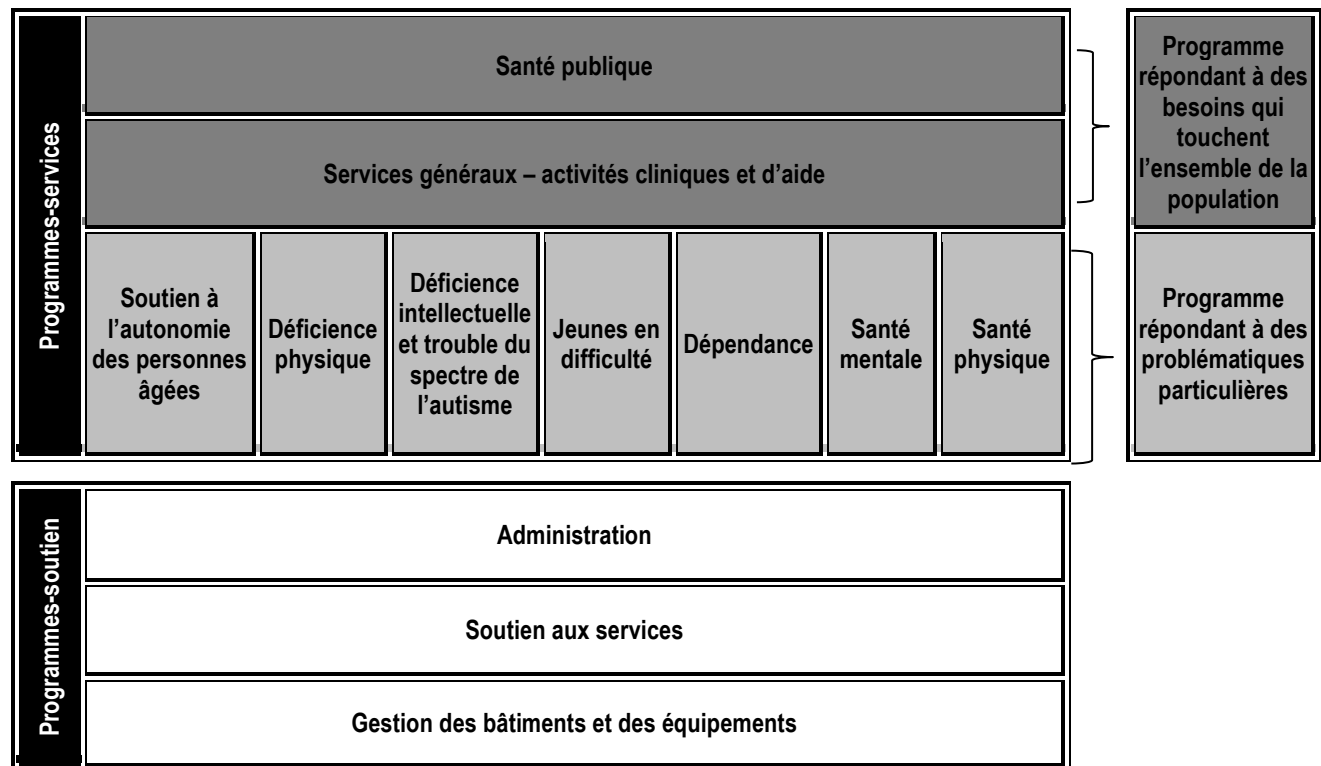 Programmes-services
Santé publique
Services généraux – activités cliniques et d'aide
Soutien à
l'autonomie
des personnes
âgées
Déficience
physique
Déficience
intellectuelle
et trouble du
spectre de
l'autisme
Jeunes en
difficulté
Dépendance
Santé
mentale
Santé
physique
Programme
répondant à des
besoins qui
touchent
l'ensemble de la
population
Programme
répondant à des
problématiques
particulières
Programmes-soutien
Administration
Soutien aux services
Gestion des bâtiments et des équipements